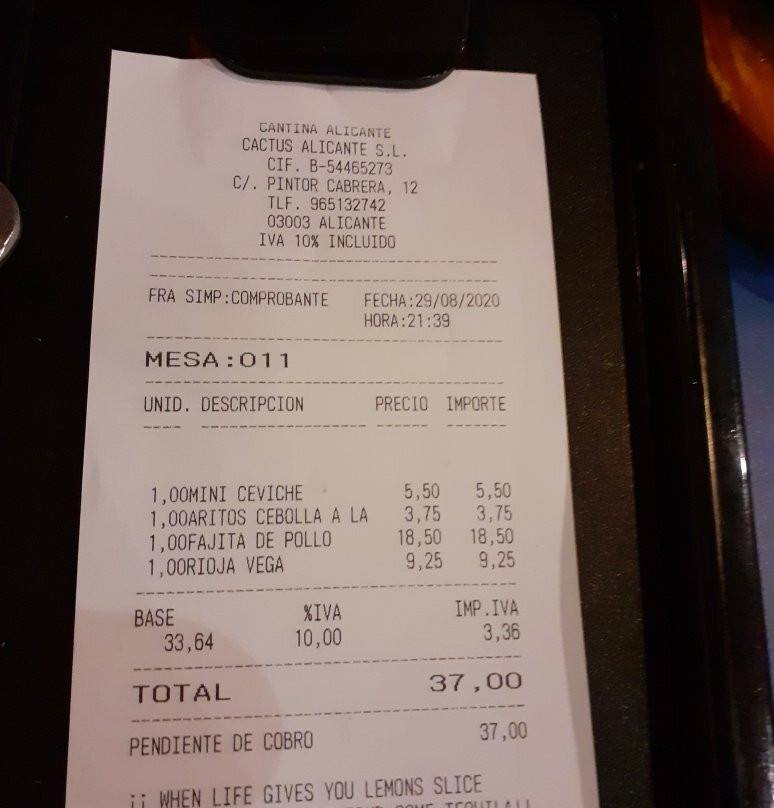 CANTINA ALICANTE
CACTUS ALICANTE S.L.
CIF. B-54465273
C/. PINTOR CABRERA, 12
TLF. 965132742
03003 ALICANTE
IVA 10% INCLUIDO
FRA SIMP:COMPROBANTE FECHA:29/08/2020
HORA:21:39
MESA:011
UNID. DESCRIPCION PRECIO IMPORTE
1,00MINI CEVICHE 5,50 5,50
1,00ARITOS CEBOLLA A LA 3,75 3,75
1,00FAJITA DE POLLO 18,50 18,50
1,00RIOJA VEGA 9,25 9,25
BASE %IVA IMP.IVA
33,64 10,00 3,36
TOTAL 37,00
PENDIENTE DE COBRO 37,00
¡¡ WHEN LIFE GIVES YOU LEMONS SLICE
SOME TEQUILA!!